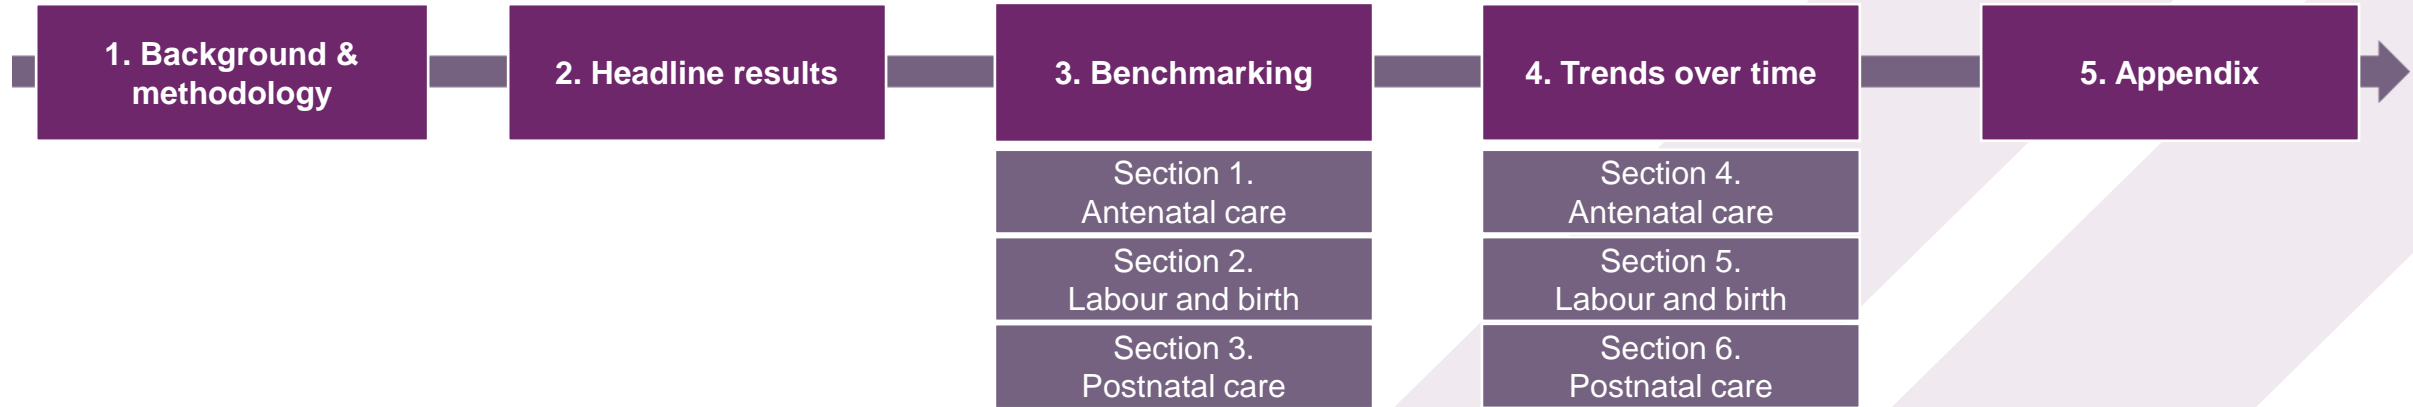 1. Background &
methodology
2. Headline results
3. Benchmarking
Section 1.
Antenatal care
Section 2.
Labour and birth
Section 3.
Postnatal care
4. Trends over time
Section 4.
Antenatal care
Section 5.
Labour and birth
Section 6.
Postnatal care
5. Appendix